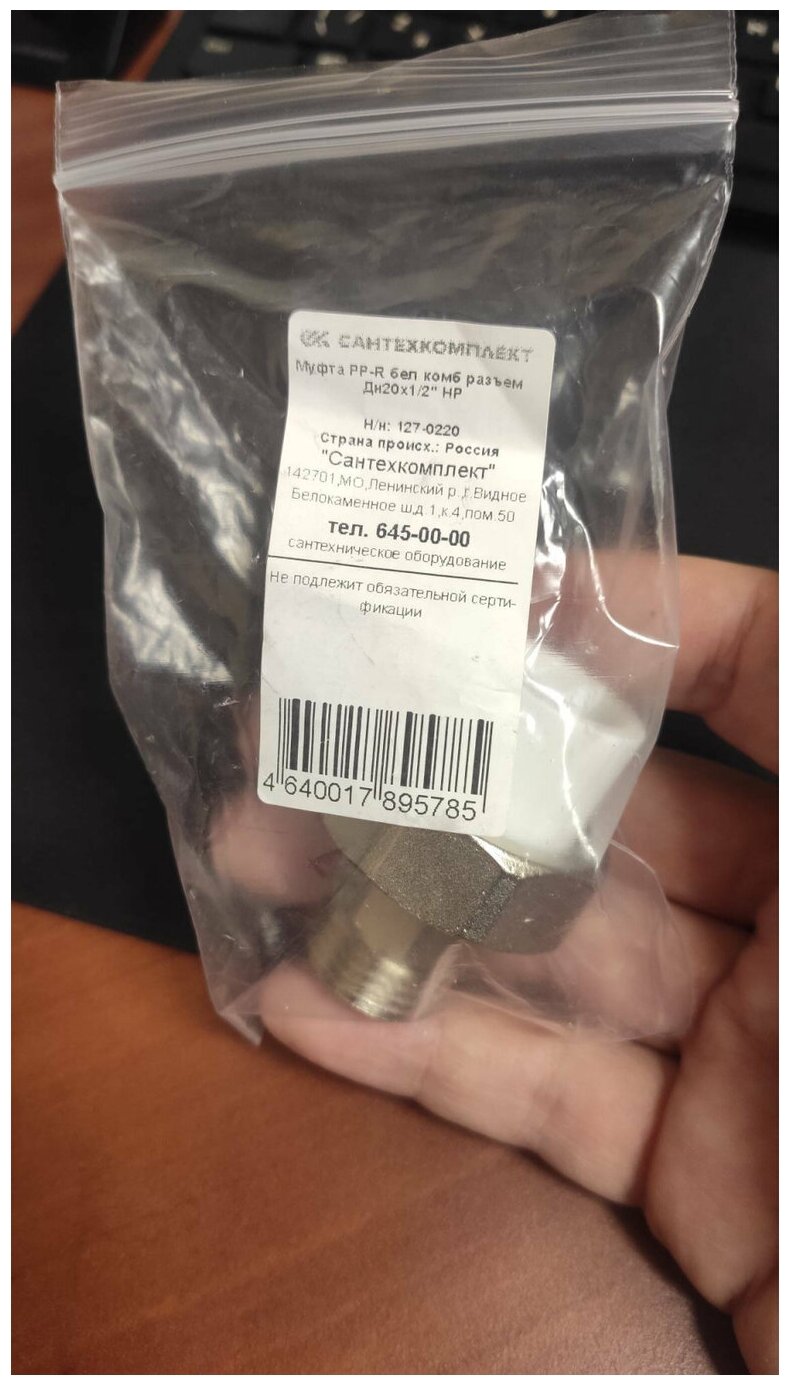 САНТЕХКОМПЛЕКТ
Муфта PP-R бел комб разъем
Дн20х1/2" НР
Н/н: 127-0220
Страна происх.: Россия
"Сантехкомплект"
142701,МО,Ленинский р.,г.Видное
Белокаменное ш,д.1,к.4,пом.50
тел. 645-00-00
сантехническое оборудование
Не подлежит обязательной серти-
фикации
4 640017 895785